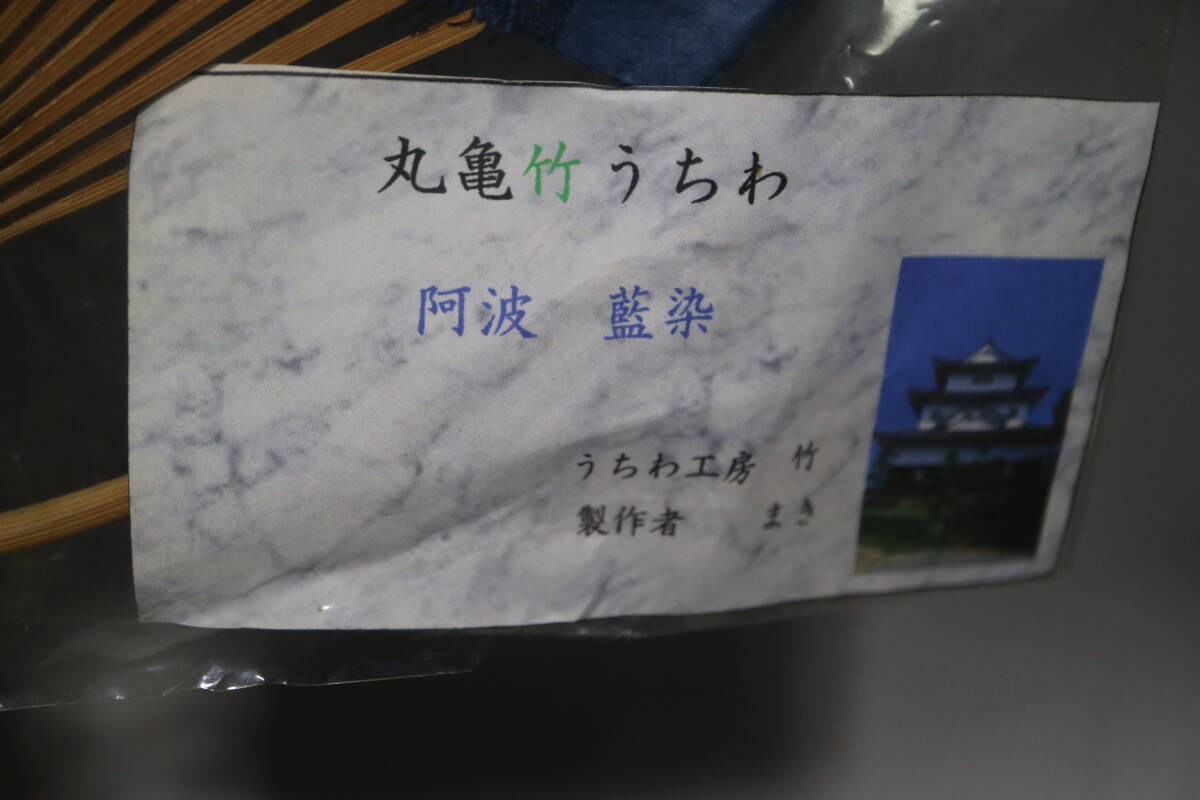 丸亀竹うちわ
阿波　藍染
うちわ工房　竹
製作者　まき